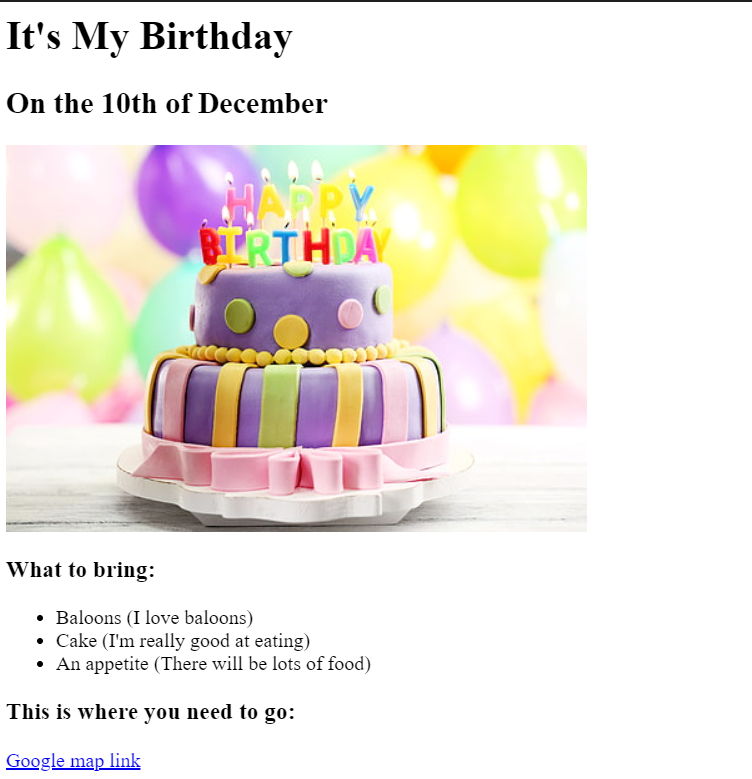 It's My Birthday
On the 10th of December
HAPPY
BIRTHDAY
What to bring:
Baloons (I love baloons)
Cake (I'm really good at eating)
An appetite (There will be lots of food)
This is where you need to go:
Google map link